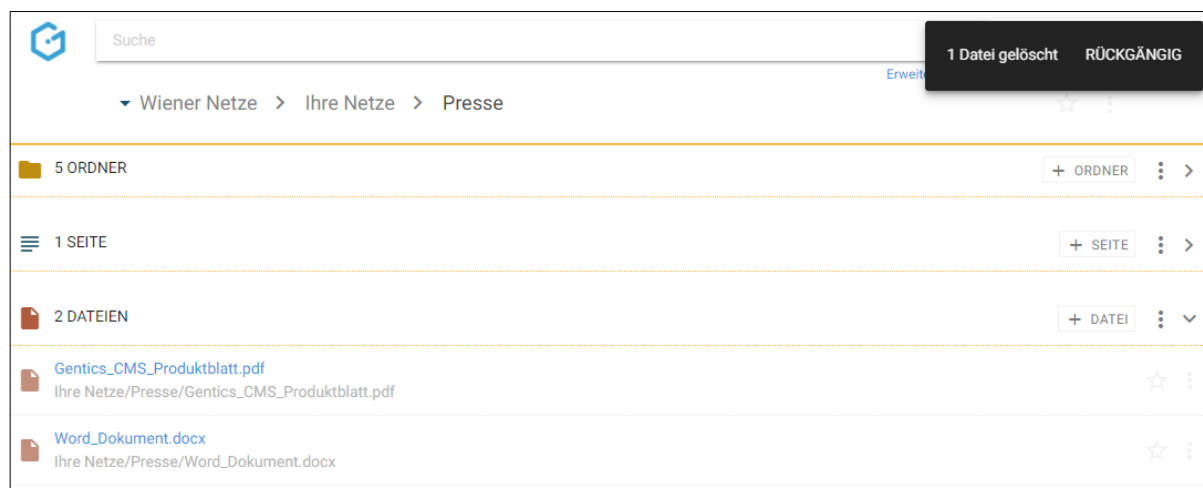 Suche
1 Datei gelöscht RÜCKGÄNGIG
Wiener Netze > Ihre Netze > Presse
5 ORDNER + ORDNER
1 SEITE + SEITE
2 DATEIEN + DATEI
Gentics_CMS_Produktblatt.pdf
Ihre Netze/Presse/Gentics_CMS_Produktblatt.pdf
Word_Dokument.docx
Ihre Netze/Presse/Word_Dokument.docx